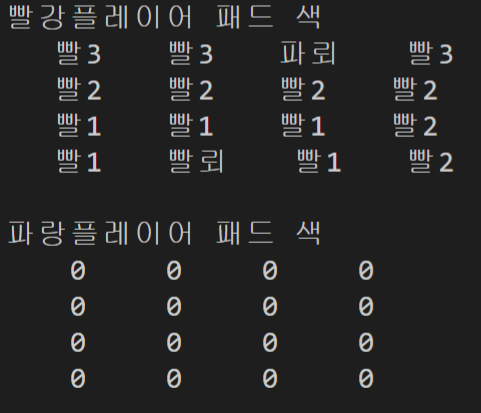 빨강플레이어 패드 색
빨3 빨3 파뢰 빨3
빨2 빨2 빨2 빨2
빨1 빨1 빨1 빨2
빨1 빨뢰 빨1 빨2
파랑플레이어 패드 색
0 0 0 0
0 0 0 0
0 0 0 0
0 0 0 0